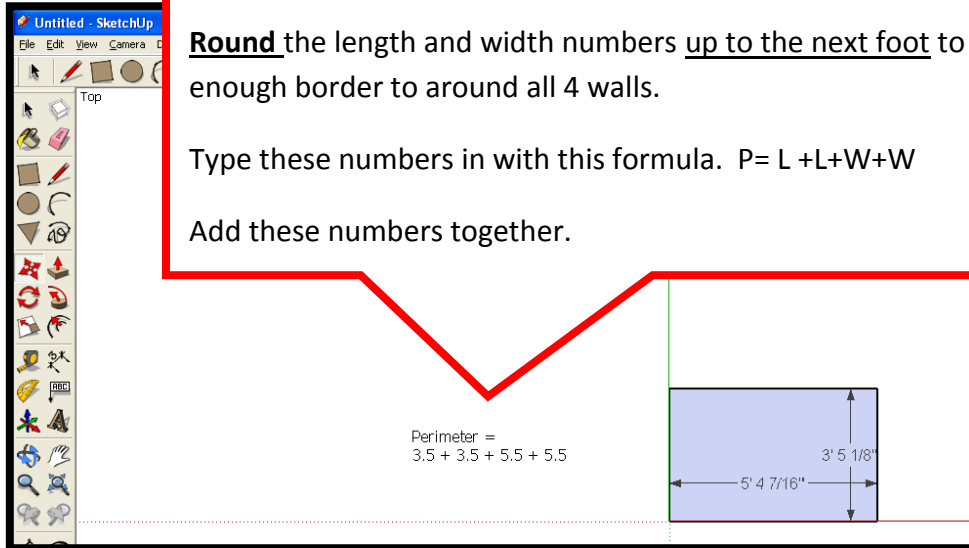 Untitled - SketchUp
File Edit View Camera D
Round the length and width numbers up to the next foot to
enough border to around all 4 walls.
Type these numbers in with this formula. P= L +L+W+W
Add these numbers together.
Top
ABC
Perimeter =
3.5 + 3.5 + 5.5 + 5.5
3' 5 1/8"
5' 4 7/16"